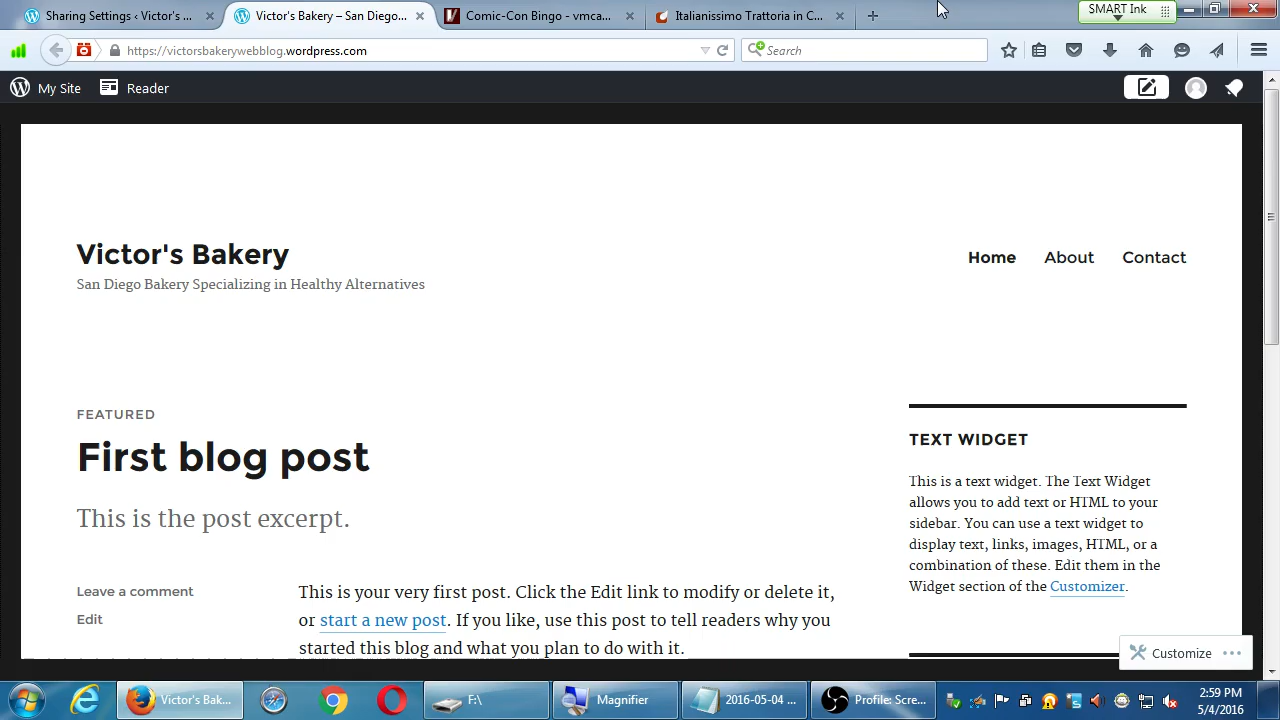 Sharing Settings ‹ Victor's ...
Victor's Bakery – San Diego...
Comic-Con Bingo - vmca...
Italianissimo Trattoria in C...
SMART Ink
https://victorsbakerywebblog.wordpress.com
Search
My Site
Reader
Victor's Bakery
San Diego Bakery Specializing in Healthy Alternatives
Home
About
Contact
FEATURED
First blog post
This is the post excerpt.
Leave a comment
Edit
This is your very first post. Click the Edit link to modify or delete it,
or start a new post. If you like, use this post to tell readers why you
started this blog and what you plan to do with it.
TEXT WIDGET
This is a text widget. The Text Widget
allows you to add text or HTML to your
sidebar. You can use a text widget to
display text, links, images, HTML, or a
combination of these. Edit them in the
Widget section of the Customizer.
Customize
Victor's Bak...
F:\
Magnifier
2016-05-04 ...
Profile: Scre...
2:59 PM
5/4/2016